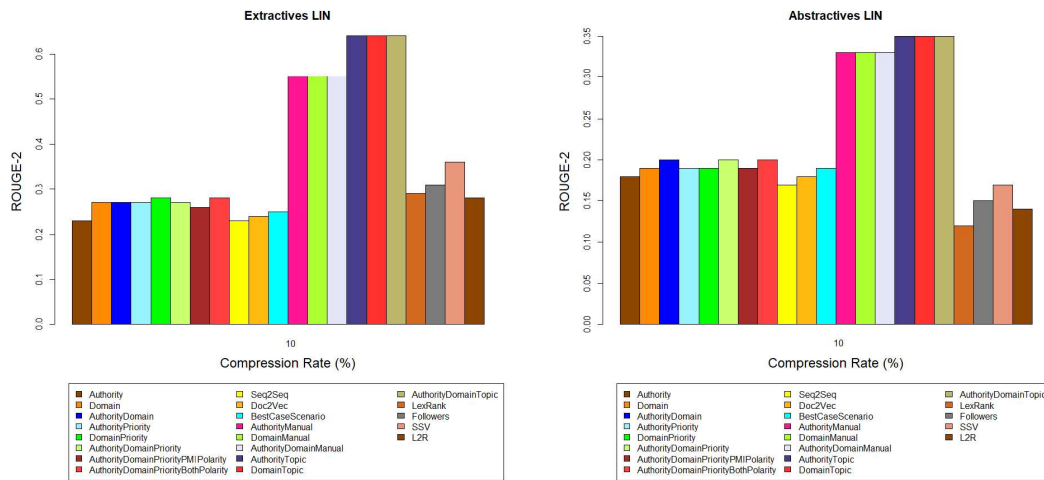 Extractives LIN
ROUGE-2
0.0
0.1
0.2
0.3
0.4
0.5
0.6
10
Compression Rate (%)
Authority
Domain
AuthorityDomain
AuthorityPriority
DomainPriority
AuthorityDomainPriority
AuthorityDomainPriorityPMIPolarity
AuthorityDomainPriorityBothPolarity
Seq2Seq
Doc2Vec
BestCaseScenario
AuthorityManual
DomainManual
AuthorityDomainManual
AuthorityTopic
DomainTopic
AuthorityDomainTopic
LexRank
Followers
SSV
L2R
Abstractives LIN
ROUGE-2
0.00
0.05
0.10
0.15
0.20
0.25
0.30
0.35
10
Compression Rate (%)
Authority
Domain
AuthorityDomain
AuthorityPriority
DomainPriority
AuthorityDomainPriority
AuthorityDomainPriorityPMIPolarity
AuthorityDomainPriorityBothPolarity
Seq2Seq
Doc2Vec
BestCaseScenario
AuthorityManual
DomainManual
AuthorityDomainManual
AuthorityTopic
DomainTopic
AuthorityDomainTopic
LexRank
Followers
SSV
L2R